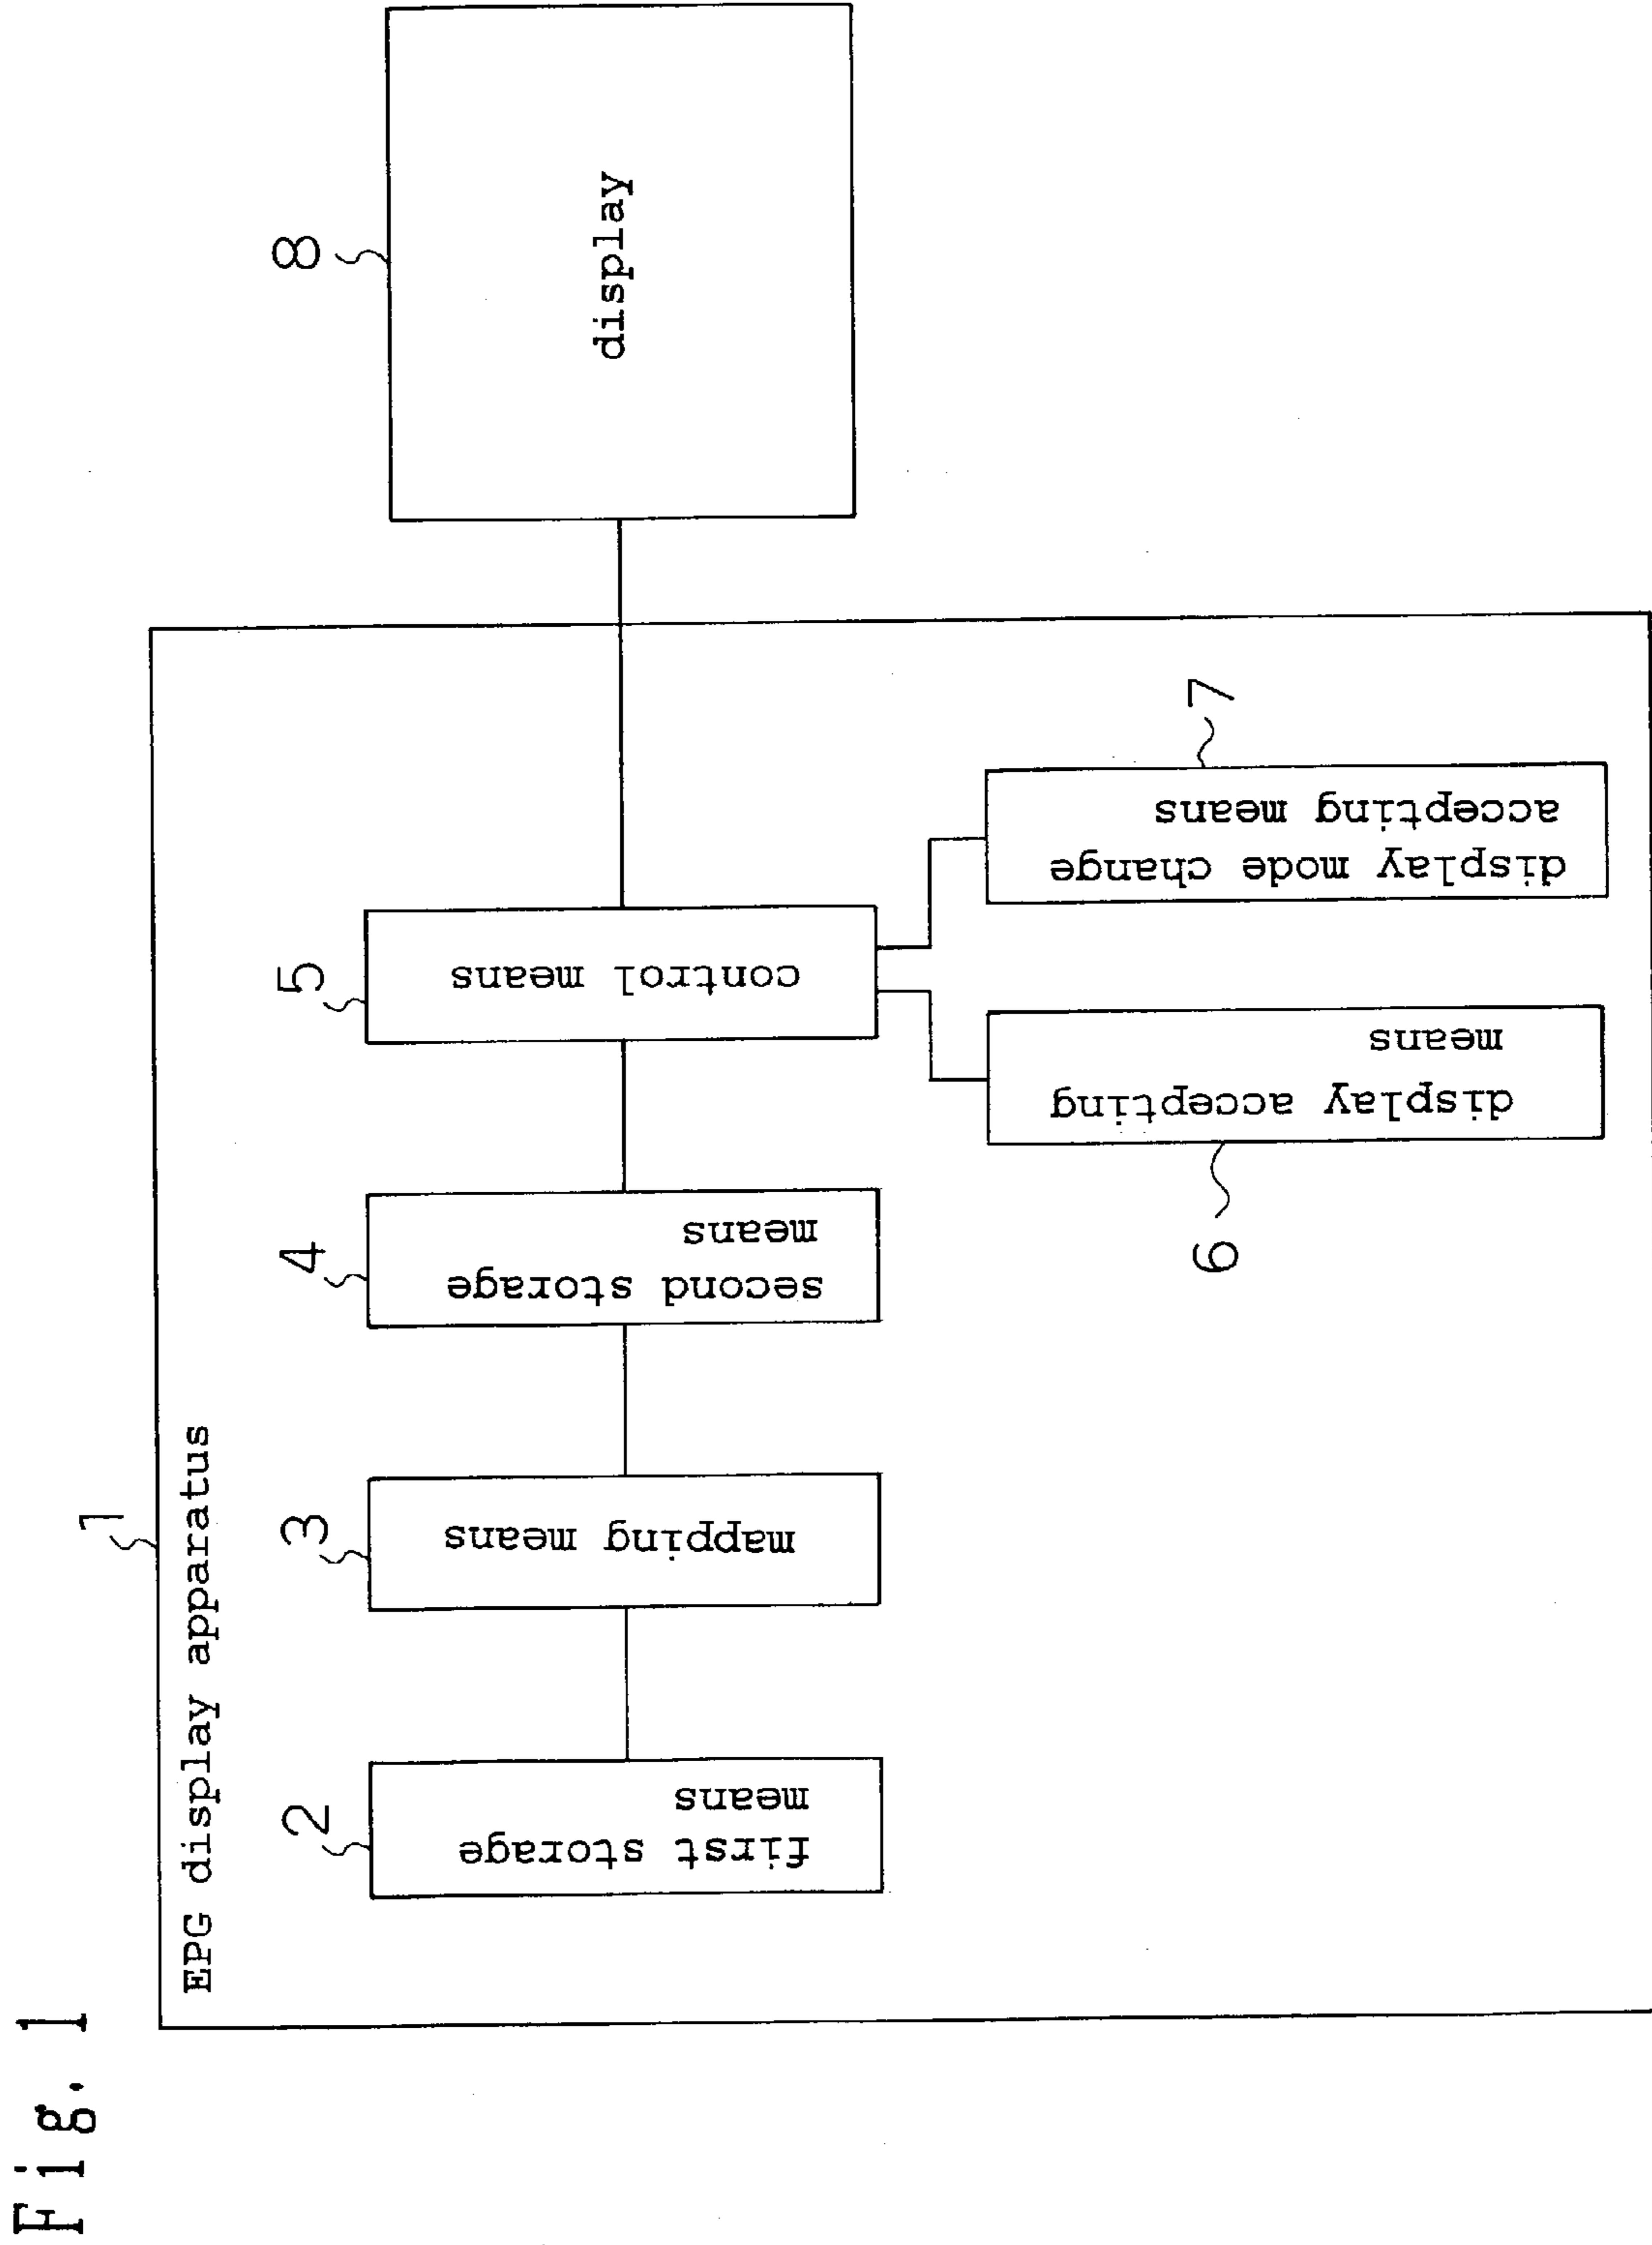 Fig. 1
1
EPG display apparatus
2
first storage
means
3
mapping means
4
second storage
means
5
control means
6
display accepting
means
7
display mode change
accepting means
8
display